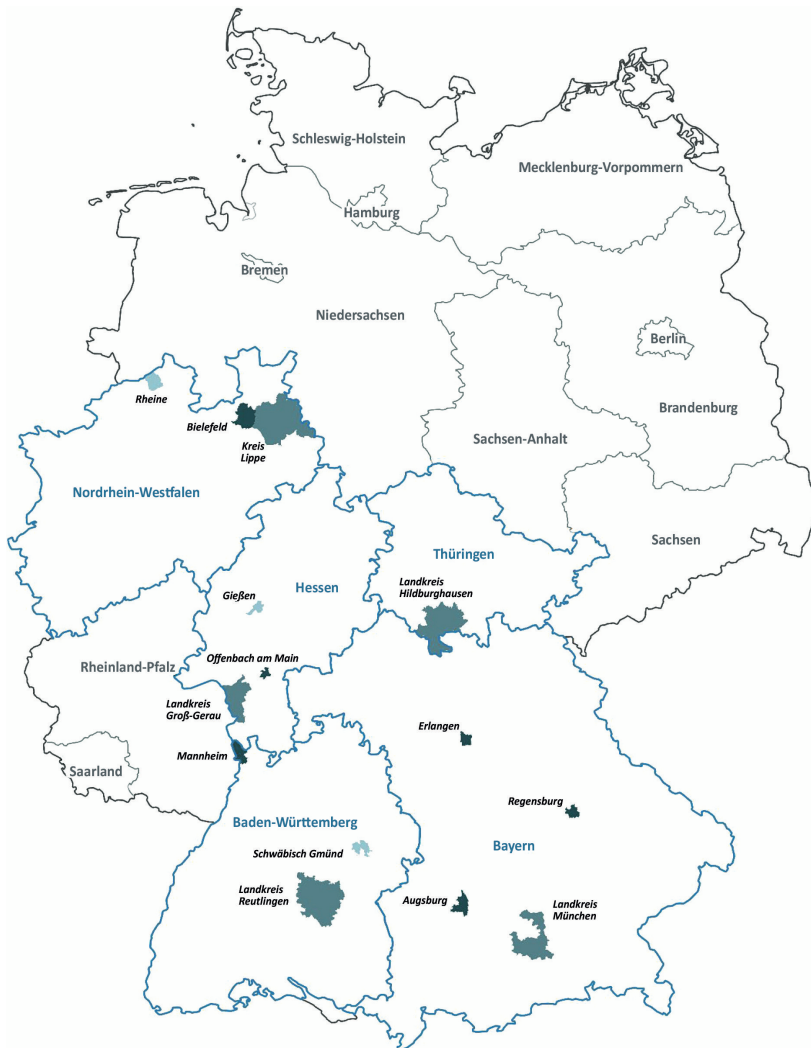 Schleswig-Holstein
Mecklenburg-Vorpommern
Hamburg
Bremen
Niedersachsen
Berlin
Rheine
Brandenburg
Bielefeld
Kreis
Lippe
Sachsen-Anhalt
Nordrhein-Westfalen
Sachsen
Thüringen
Landkreis
Hildburghausen
Hessen
Gießen
Offenbach am Main
Rheinland-Pfalz
Landkreis
Groß-Gerau
Erlangen
Mannheim
Saarland
Regensburg
Baden-Württemberg
Schwäbisch Gmünd
Bayern
Landkreis
Reutlingen
Augsburg
Landkreis
München